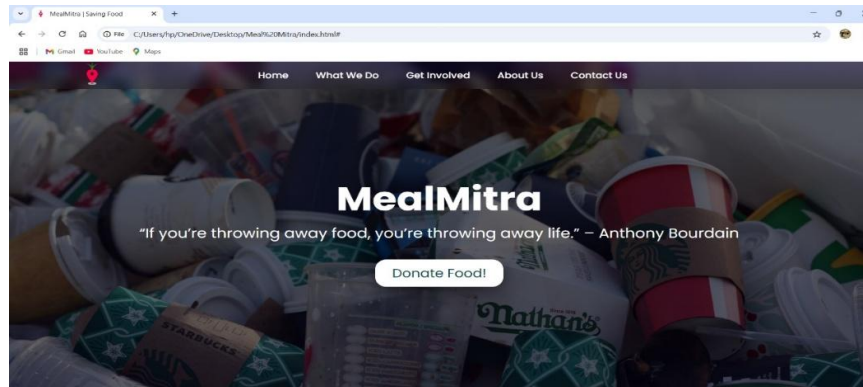 MealMitra | Saving Food
File C:/Users/hp/OneDrive/Desktop/Meal%20Mitra/index.html#
Gmail YouTube Maps
Home What We Do Get Involved About Us Contact Us
MealMitra
“If you’re throwing away food, you’re throwing away life.” – Anthony Bourdain
Donate Food!
Nathan's
STARBUCKS